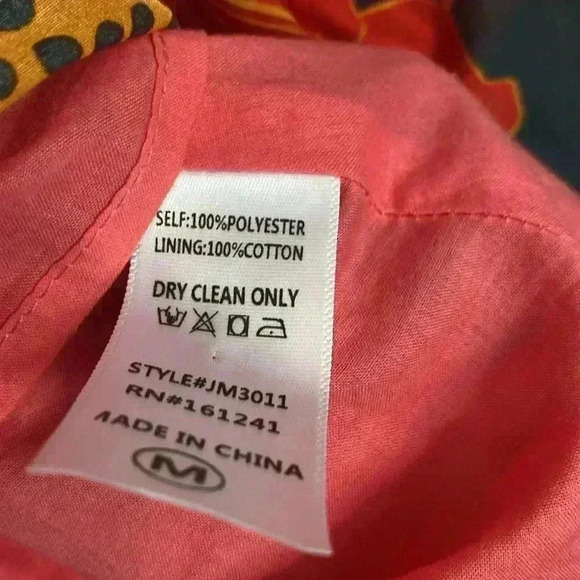 SELF:100%POLYESTER
LINING:100%COTTON
DRY CLEAN ONLY
STYLE#JM3011
RN#161241
MADE IN CHINA
M